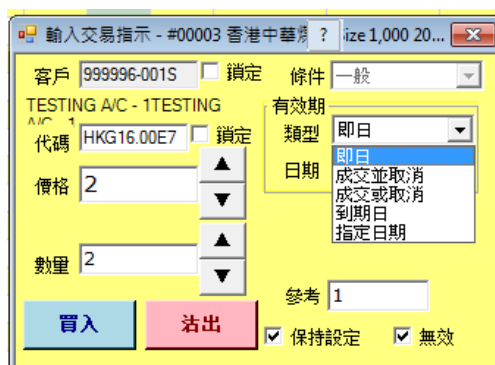 輸入交易指示 - #00003 香港中華煤 ? ize 1,000 20...
客戶 999996-001S 鎖定 條件 一般
TESTING A/C - 1TESTING
A/C - 1
有效期
代碼 HKG16.00E7 鎖定 類型 即日
價格 2
日期
即日
成交並取消
成交或取消
到期日
指定日期
數量 2
參考 1
買入 沽出 保持設定 無效